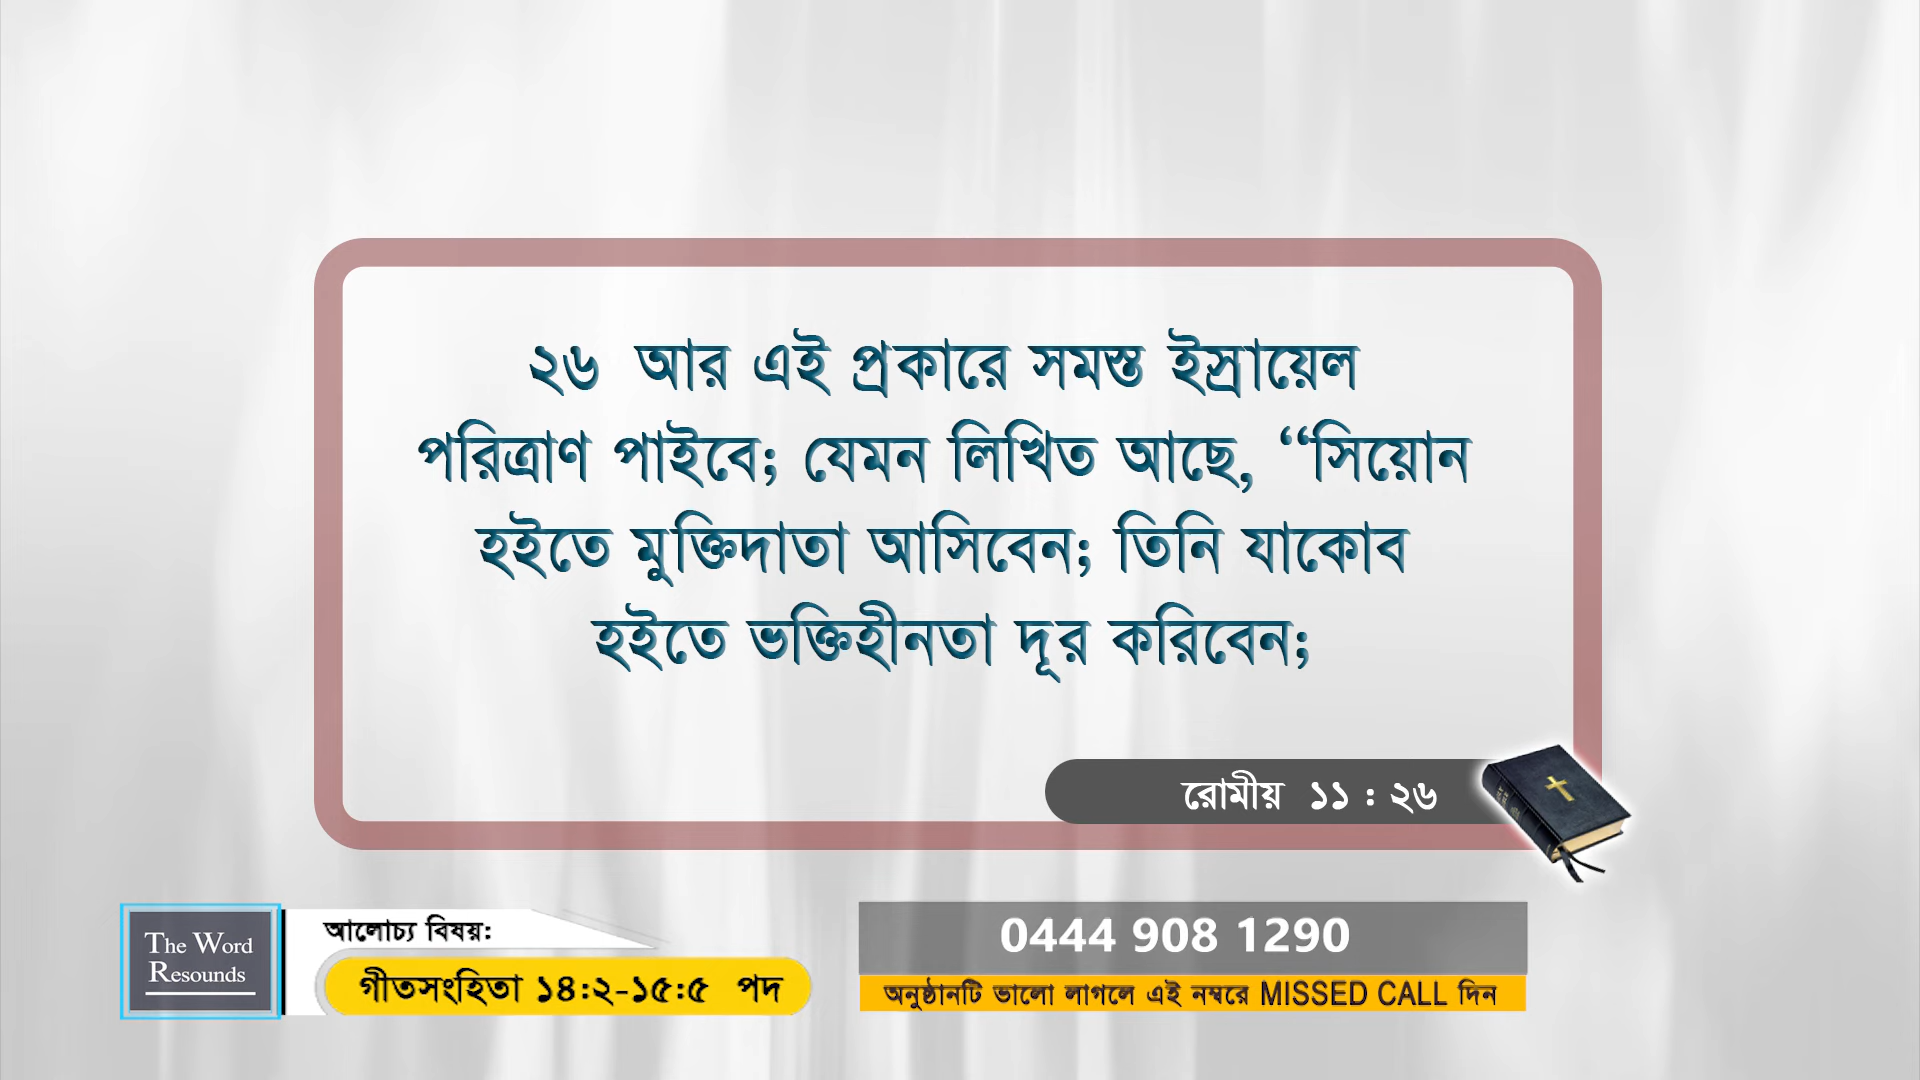 ২৬ আর এই প্রকারে সমস্ত ইস্রায়েল
পরিত্রাণ পাইবে; যেমন লিখিত আছে, “সিয়োন
হইতে মুক্তিদাতা আসিবেন; তিনি যাকোব
হইতে ভক্তিহীনতা দূর করিবেন;
রোমীয় ১১ : ২৬
The Word
Resounds
আলোচ্য বিষয়:
গীতসংহিতা ১৪:২-১৫:৫ পদ
0444 908 1290
অনুষ্ঠানটি ভালো লাগলে এই নম্বরে MISSED CALL দিন